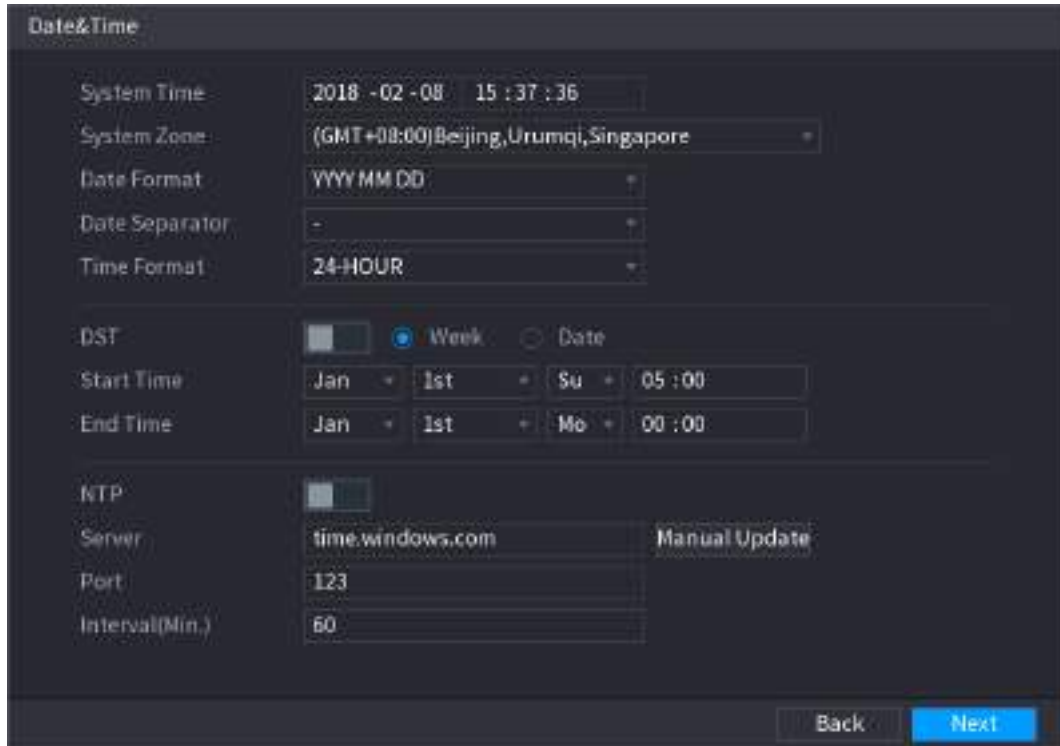 Date&Time
System Time 2018 -02 -08 15 : 37 : 36
System Zone (GMT+08:00)Beijing,Urumqi,Singapore
Date Format YYYY MM DD
Date Separator -
Time Format 24-HOUR
DST Week Date
Start Time Jan 1st Su 05 : 00
End Time Jan 1st Mo 00 : 00
NTP
Server time.windows.com Manual Update
Port 123
Interval(Min.) 60
Back Next